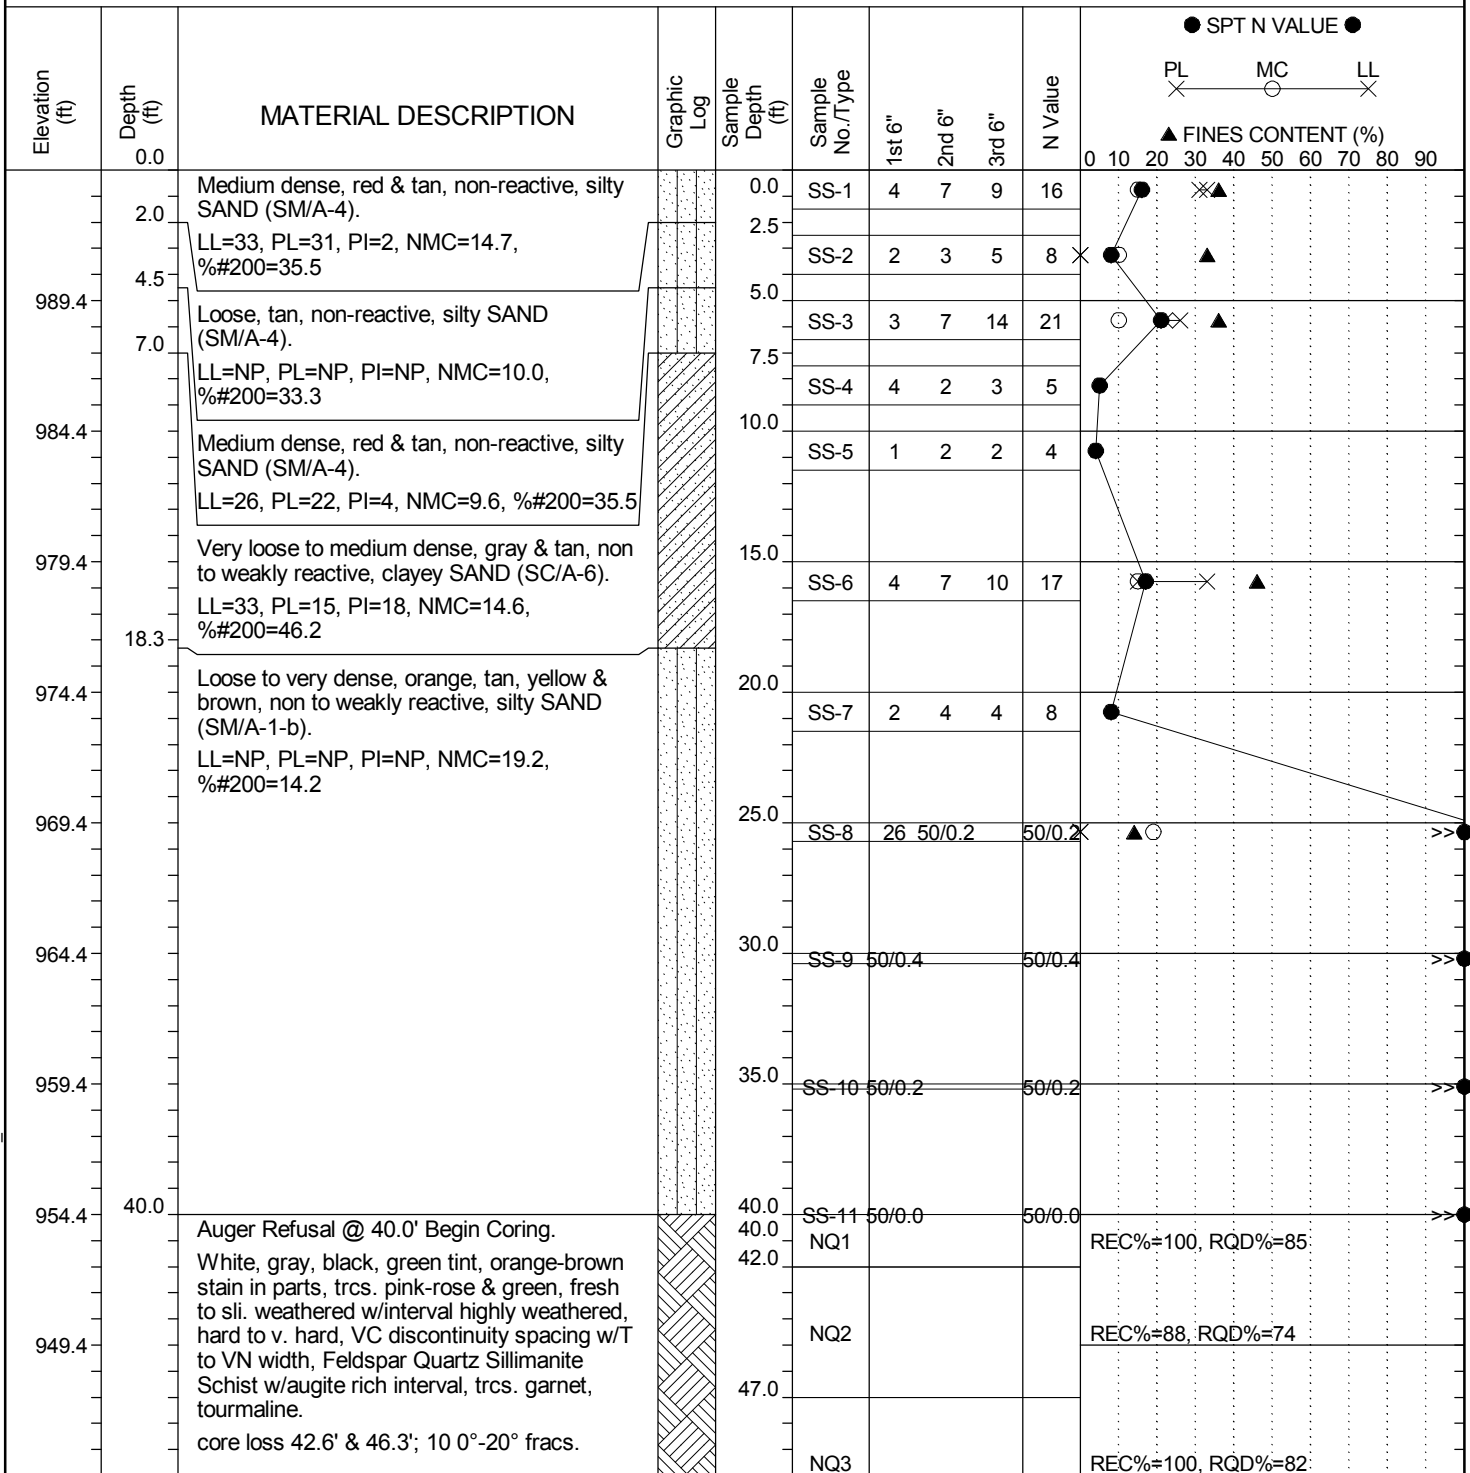 ● SPT N VALUE ●
PL MC LL
▲ FINES CONTENT (%)
0 10 20 30 40 50 60 70 80 90
Elevation (ft)
Depth (ft)
0.0
MATERIAL DESCRIPTION
Graphic Log
Sample Depth (ft)
Sample No./Type
1st 6"
2nd 6"
3rd 6"
N Value
Medium dense, red & tan, non-reactive, silty
SAND (SM/A-4).
2.0
LL=33, PL=31, PI=2, NMC=14.7,
%#200=35.5
4.5
989.4
Loose, tan, non-reactive, silty SAND
(SM/A-4).
7.0
LL=NP, PL=NP, PI=NP, NMC=10.0,
%#200=33.3
984.4
Medium dense, red & tan, non-reactive, silty
SAND (SM/A-4).
LL=26, PL=22, PI=4, NMC=9.6, %#200=35.5
979.4
Very loose to medium dense, gray & tan, non
to weakly reactive, clayey SAND (SC/A-6).
LL=33, PL=15, PI=18, NMC=14.6,
%#200=46.2
18.3
974.4
Loose to very dense, orange, tan, yellow &
brown, non to weakly reactive, silty SAND
(SM/A-1-b).
LL=NP, PL=NP, PI=NP, NMC=19.2,
%#200=14.2
969.4
964.4
959.4
954.4
40.0
Auger Refusal @ 40.0' Begin Coring.
White, gray, black, green tint, orange-brown
stain in parts, trcs. pink-rose & green, fresh
to sli. weathered w/interval highly weathered,
hard to v. hard, VC discontinuity spacing w/T
949.4
to VN width, Feldspar Quartz Sillimanite
Schist w/augite rich interval, trcs. garnet,
tourmaline.
core loss 42.6' & 46.3'; 10 0°-20° fracs.
0.0
SS-1 4 7 9 16
2.5
SS-2 2 3 5 8
5.0
SS-3 3 7 14 21
7.5
SS-4 4 2 3 5
10.0
SS-5 1 2 2 4
15.0
SS-6 4 7 10 17
20.0
SS-7 2 4 4 8
25.0
SS-8 26 50/0.2 50/0.2 >>
30.0
SS-9 50/0.4 50/0.4 >>
35.0
SS-10 50/0.2 50/0.2 >>
40.0
SS-11 50/0.0 50/0.0 >>
40.0
NQ1 REC%=100, RQD%=85
42.0
NQ2 REC%=88, RQD%=74
47.0
NQ3 REC%=100, RQD%=82